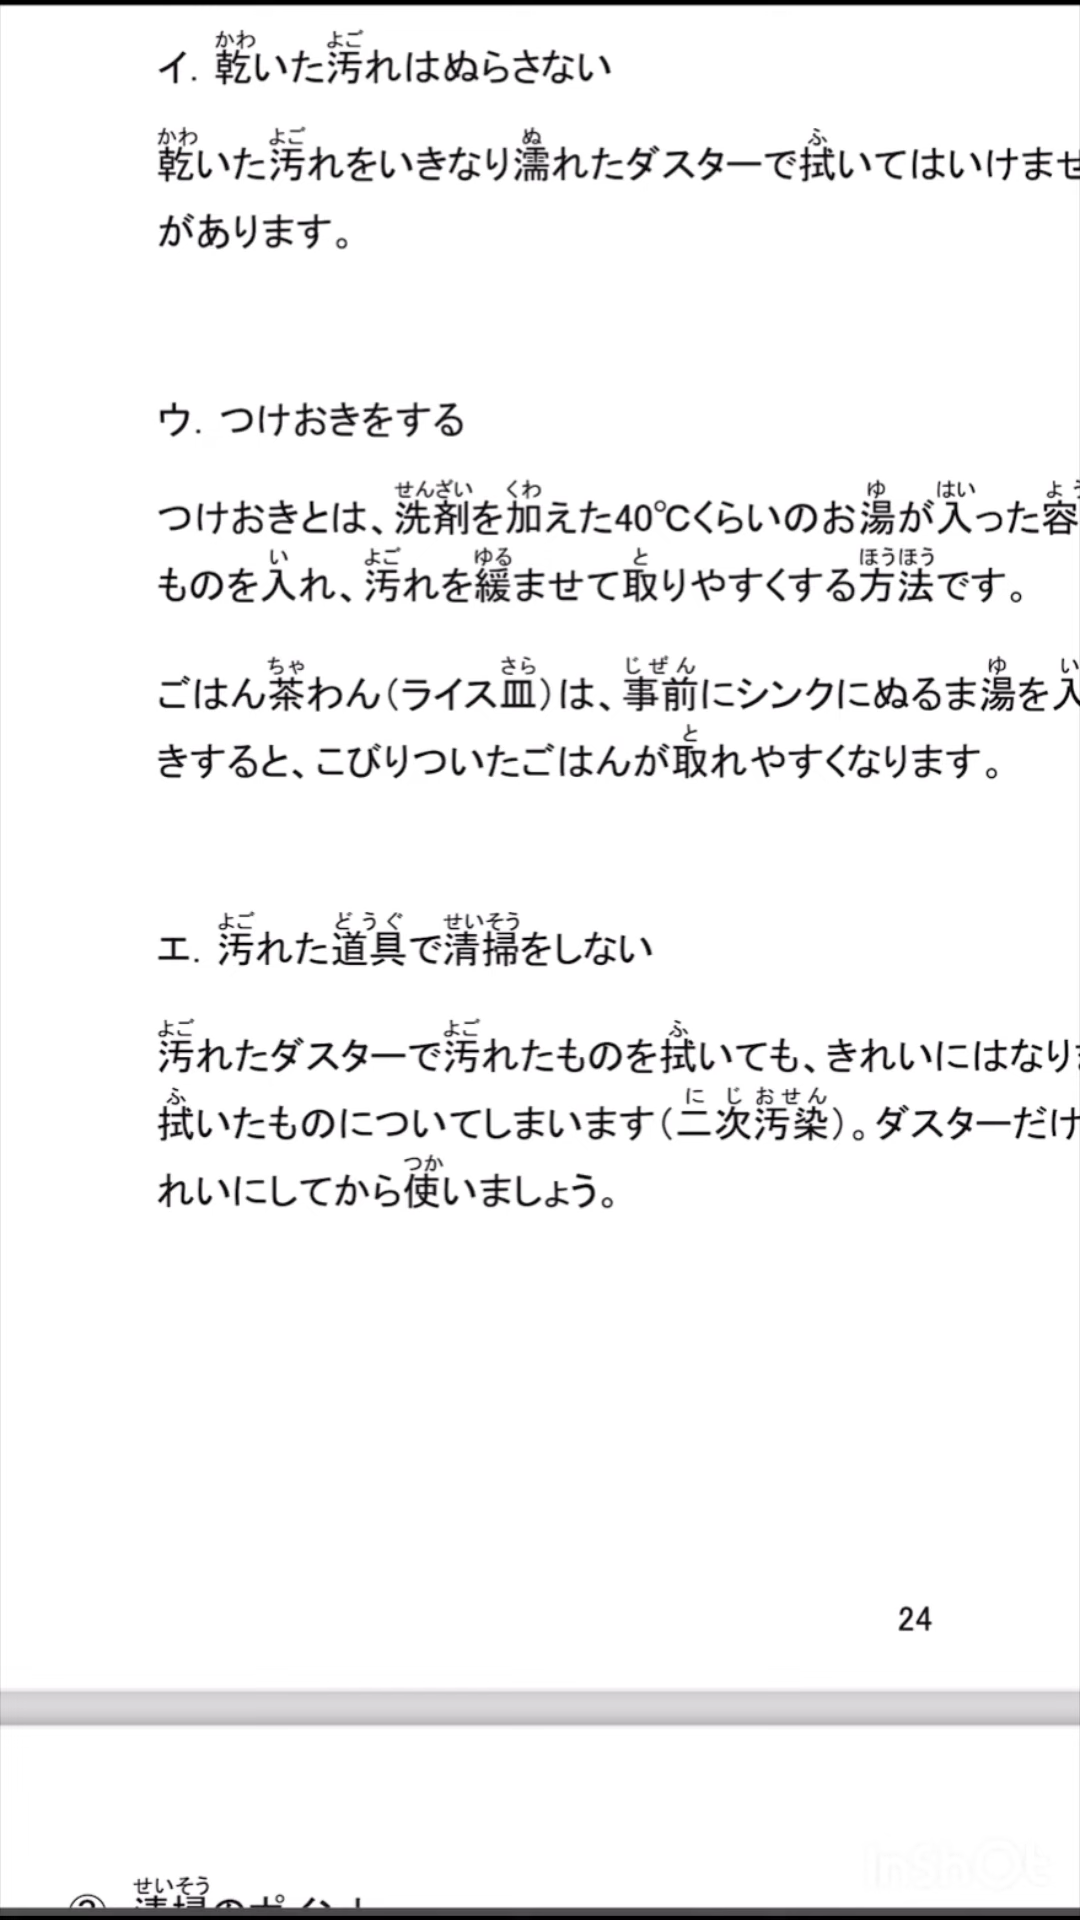 イ. 乾いた汚れはぬらさない
乾いた汚れをいきなり濡れたダスターで拭いてはいけませ
があります。
ウ. つけおきをする
つけおきとは、洗剤を加えた40℃くらいのお湯が入った容
ものを入れ、汚れを緩ませて取りやすくする方法です。
ごはん茶わん(ライス皿)は、事前にシンクにぬるま湯を入
きすると、こびりついたごはんが取れやすくなります。
エ. 汚れた道具で清掃をしない
汚れたダスターで汚れたものを拭いても、きれいにはなりま
拭いたものについてしまいます(二次汚染)。ダスターだけ
れいにしてから使いましょう。
24
② 清掃のポイント
InShOt